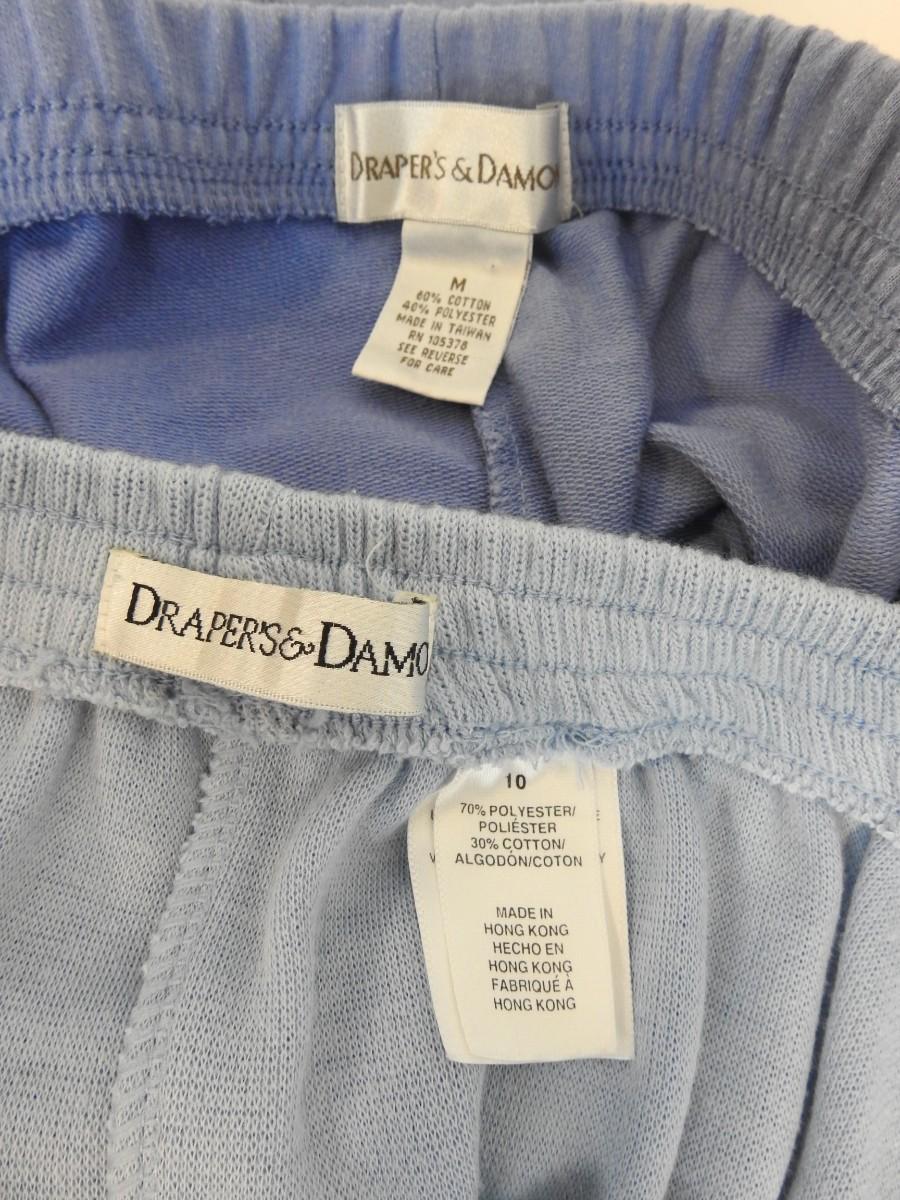 DRAPER'S & DAMO
M
60% COTTON
40% POLYESTER
MADE IN TAIWAN
RN 105378
SEE REVERSE
FOR CARE
DRAPER'S & DAMO
10
70% POLYESTER/
POLIÉSTER
30% COTTON/
ALGODÓN/COTON
MADE IN
HONG KONG
HECHO EN
HONG KONG
FABRIQUÉ À
HONG KONG